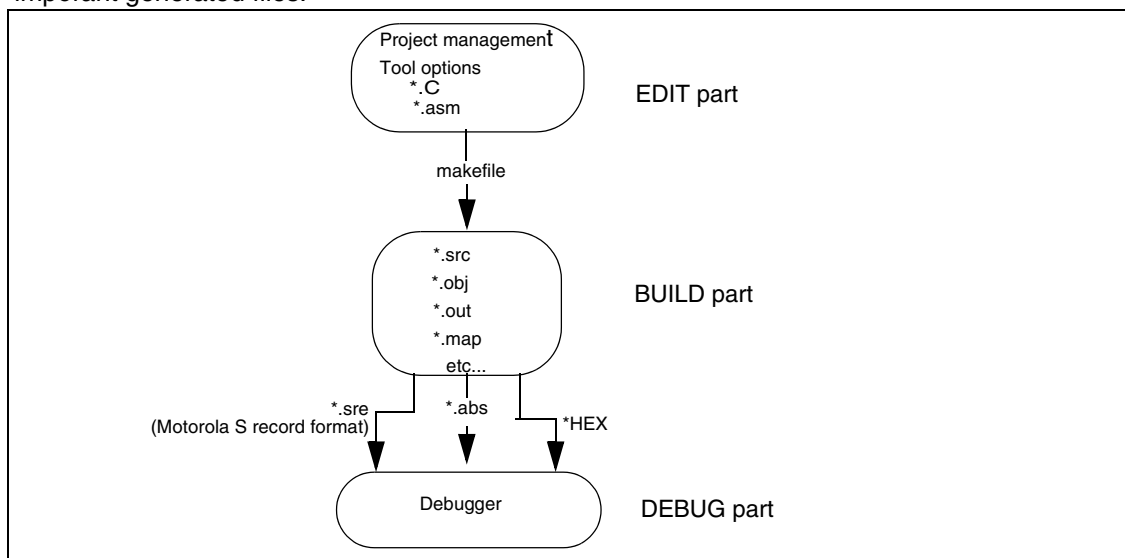 imporant generated files.
Project management
Tool options
*.C
*.asm
EDIT part
makefile
*.src
*.obj
*.out
*.map
etc...
BUILD part
*.sre
(Motorola S record format)
*.abs
*HEX
Debugger
DEBUG part